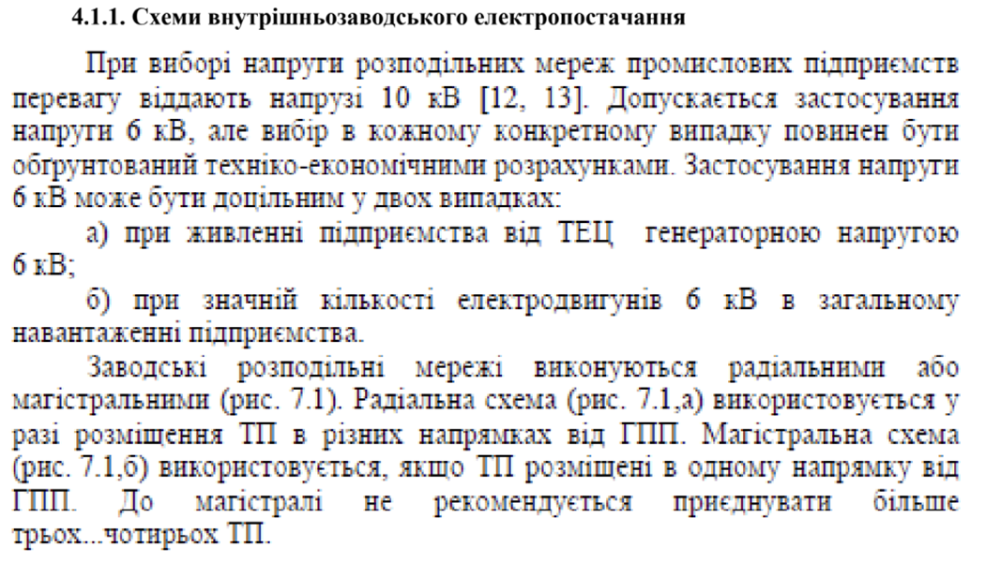 4.1.1. Схеми внутрішньозаводського електропостачання
При виборі напруги розподільних мереж промислових підприємств
перевагу віддають напрузі 10 кВ [12, 13]. Допускається застосування
напруги 6 кВ, але вибір в кожному конкретному випадку повинен бути
обґрунтований техніко-економічними розрахунками. Застосування напруги
6 кВ може бути доцільним у двох випадках:
а) при живленні підприємства від ТЕЦ генераторною напругою
6 кВ;
б) при значній кількості електродвигунів 6 кВ в загальному
навантаженні підприємства.
Заводські розподільні мережі виконуються радіальними або
магістральними (рис. 7.1). Радіальна схема (рис. 7.1,а) використовується у
разі розміщення ТП в різних напрямках від ГПП. Магістральна схема
(рис. 7.1,б) використовується, якщо ТП розміщені в одному напрямку від
ГПП. До магістралі не рекомендується приєднувати більше
трьох...чотирьох ТП.